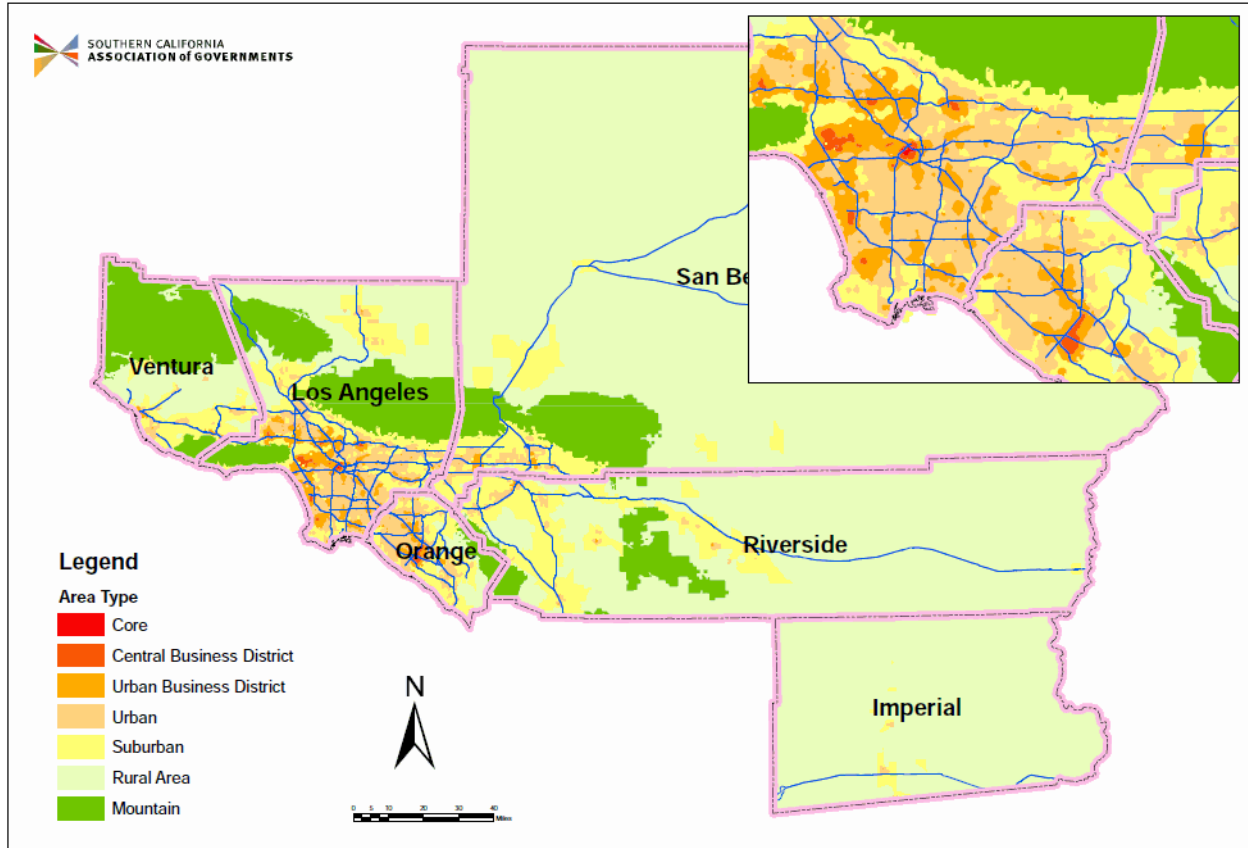 SOUTHERN CALIFORNIA
ASSOCIATION of GOVERNMENTS
San Be
Ventura
Los Angeles
Orange
Riverside
Imperial
Legend
Area Type
Core
Central Business District
Urban Business District
Urban
Suburban
Rural Area
Mountain
N
0 5 10 20 30 40
Miles